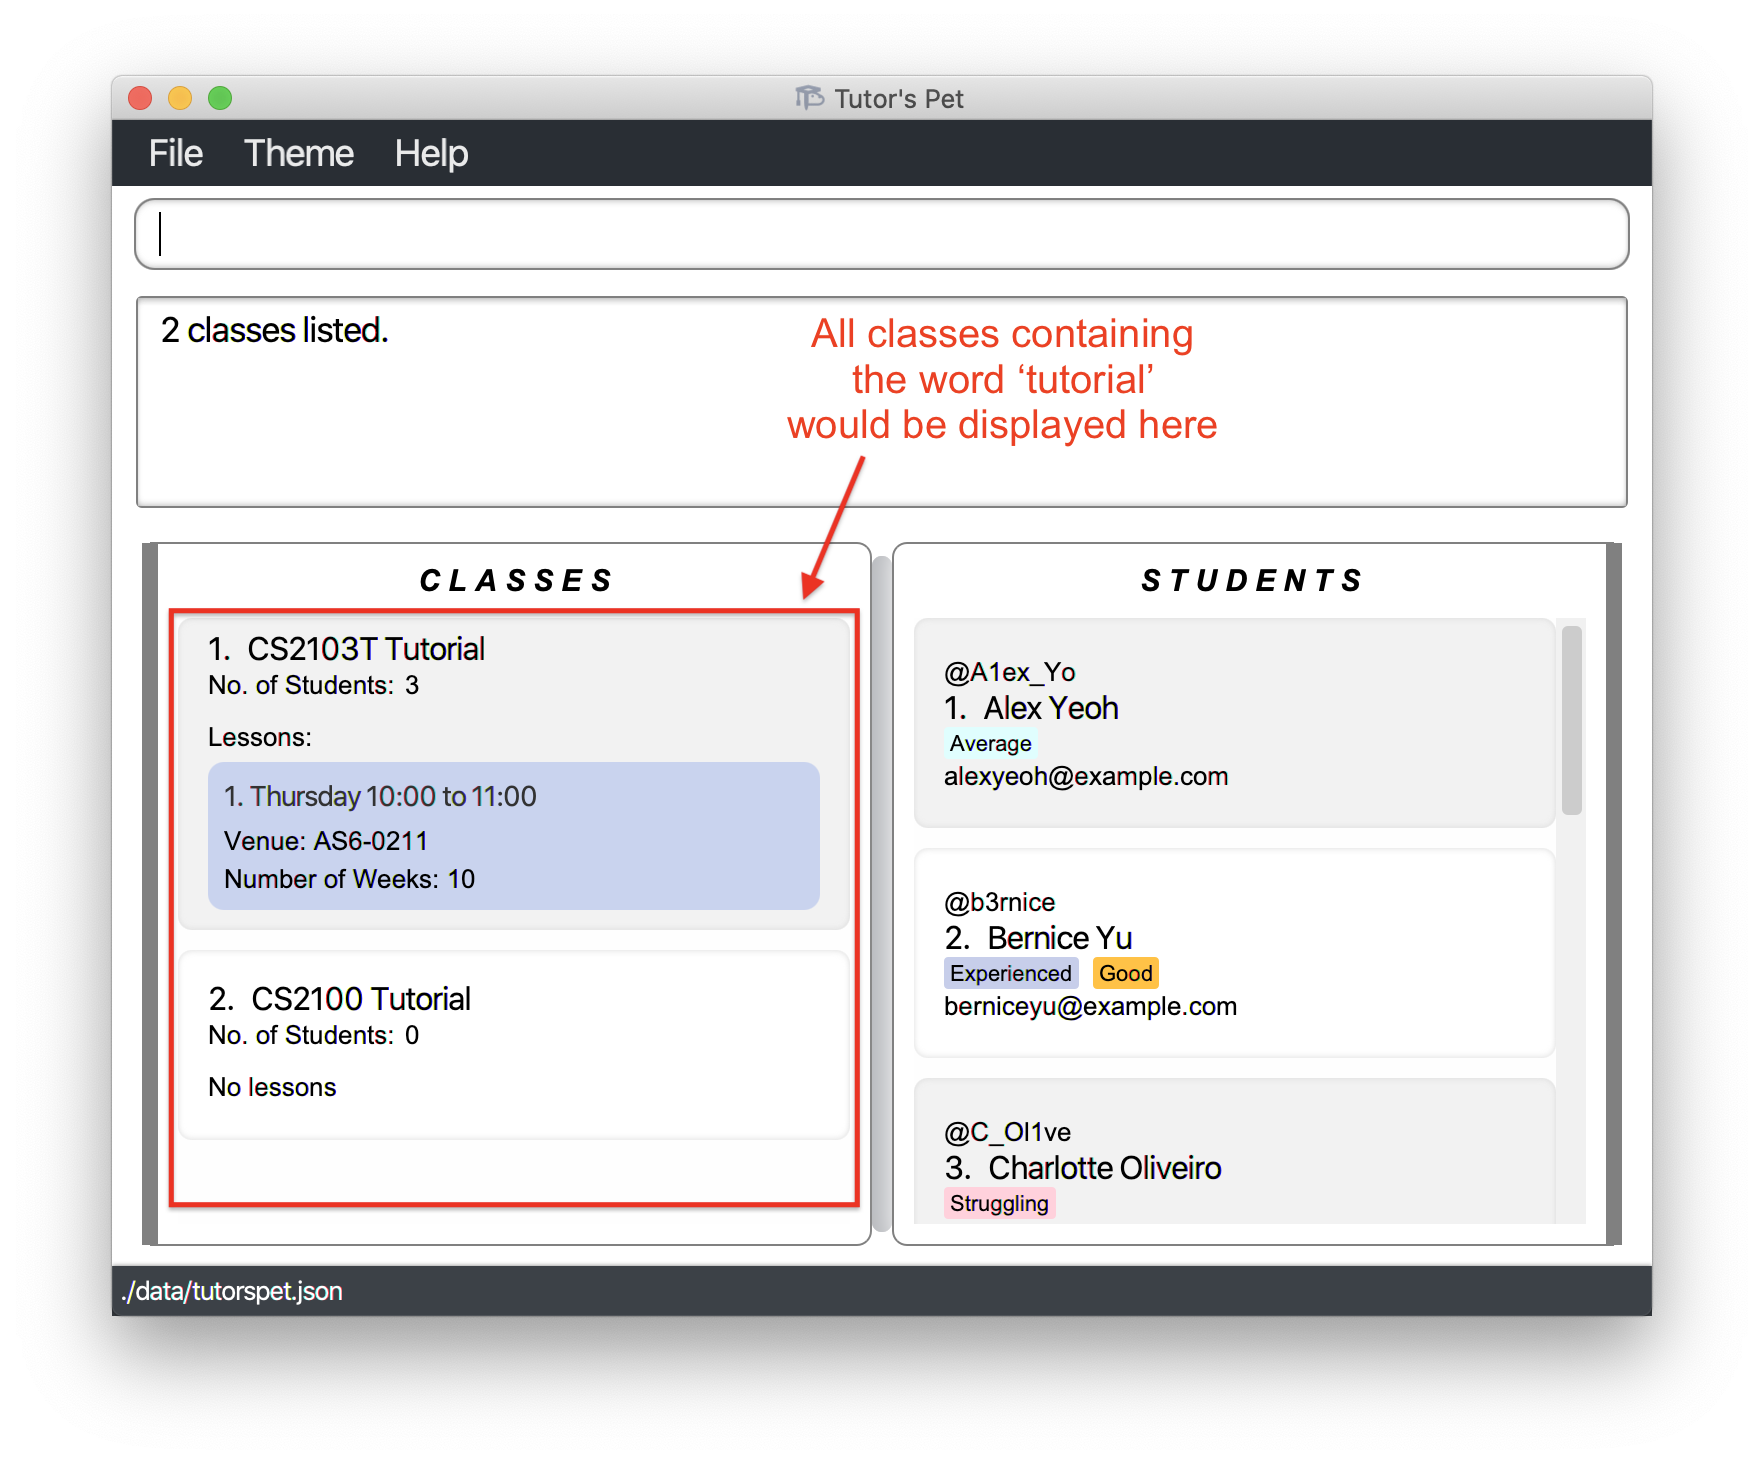 Tutor's Pet
File Theme Help
2 classes listed.
All classes containing
the word ‘tutorial’
would be displayed here
CLASSES
1. CS2103T Tutorial
No. of Students: 3
Lessons:
1. Thursday 10:00 to 11:00
Venue: AS6-0211
Number of Weeks: 10
2. CS2100 Tutorial
No. of Students: 0
No lessons
STUDENTS
@A1ex_Yo
1. Alex Yeoh
Average
alexyeoh@example.com
@b3rnice
2. Bernice Yu
Experienced Good
berniceyu@example.com
@C_Ol1ve
3. Charlotte Oliveiro
Struggling
./data/tutorspet.json